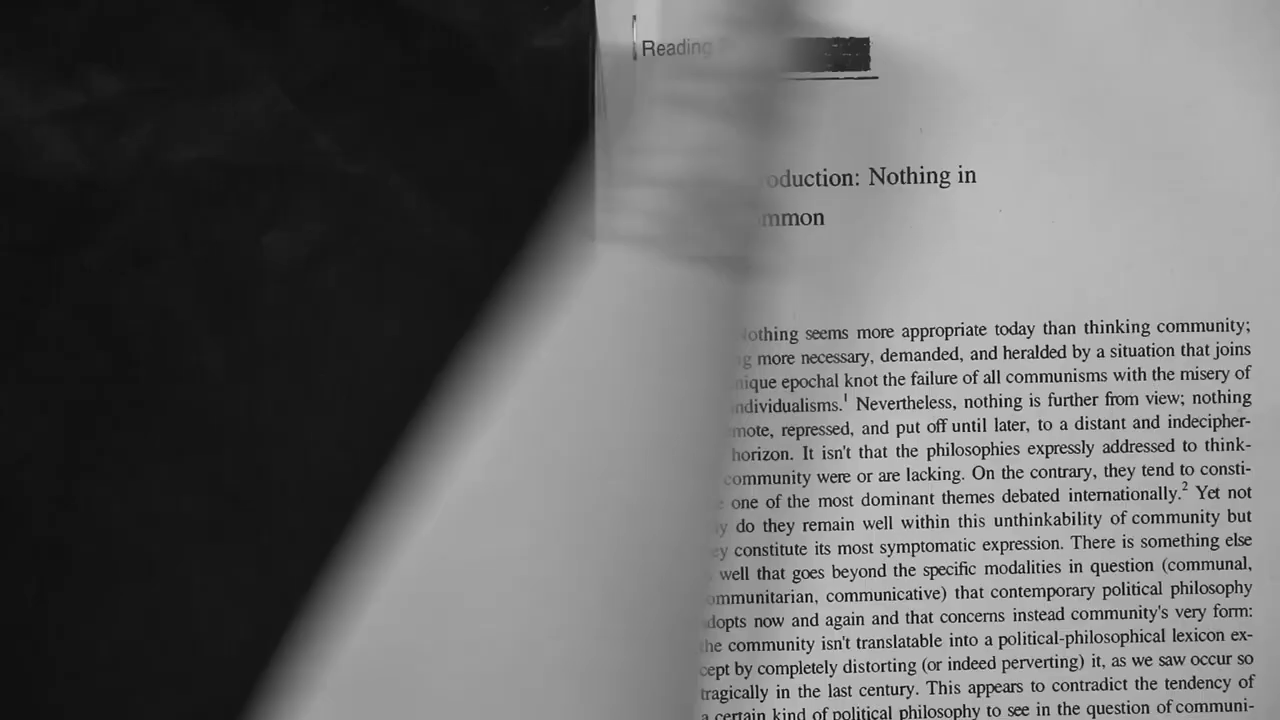 Reading
oduction: Nothing in
mmon
othing seems more appropriate today than thinking community;
g more necessary, demanded, and heralded by a situation that joins
nique epochal knot the failure of all communisms with the misery of
ndividualisms.1 Nevertheless, nothing is further from view; nothing
mote, repressed, and put off until later, to a distant and indecipher-
horizon. It isn't that the philosophies expressly addressed to think-
community were or are lacking. On the contrary, they tend to consti-
one of the most dominant themes debated internationally.2 Yet not
y do they remain well within this unthinkability of community but
ey constitute its most symptomatic expression. There is something else
well that goes beyond the specific modalities in question (communal,
ommunitarian, communicative) that contemporary political philosophy
dopts now and again and that concerns instead community's very form:
the community isn't translatable into a political-philosophical lexicon ex-
cept by completely distorting (or indeed perverting) it, as we saw occur so
tragically in the last century. This appears to contradict the tendency of
a certain kind of political philosophy to see in the question of communi-